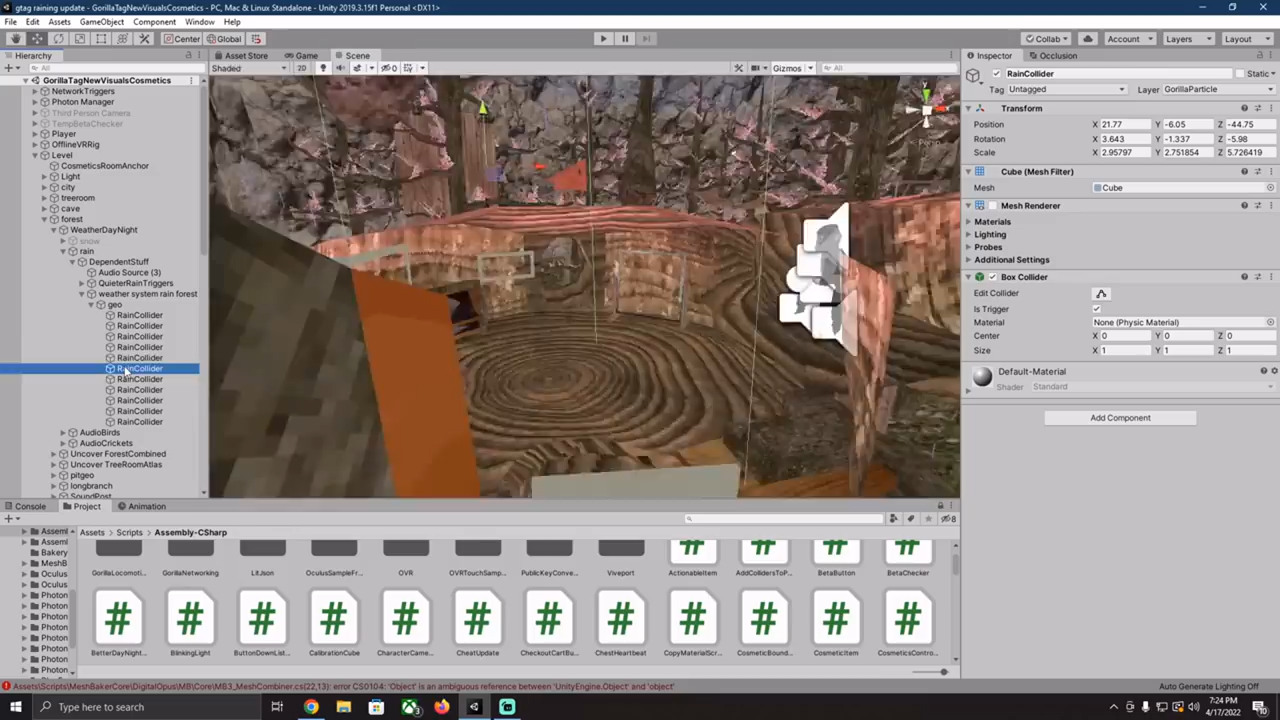 gtag raining update - GorillaTagNewVisualsCosmetics - PC, Mac & Linux Standalone - Unity 2019.3.15f1 Personal <DX11>
File Edit Assets GameObject Component Window Help
Center Global Collab Account Layers Layout
Hierarchy
All
GorillaTagNewVisualsCosmetics
NetworkTriggers
Photon Manager
Third Person Camera
TempBetaChecker
Player
OfflineVRRig
Level
CosmeticsRoomAnchor
Light
city
treeroom
cave
forest
WeatherDayNight
snow
rain
DependentStuff
Audio Source (3)
QuieterRainTriggers
weather system rain forest
geo
RainCollider
RainCollider
RainCollider
RainCollider
RainCollider
RainCollider
RainCollider
RainCollider
RainCollider
RainCollider
RainCollider
AudioBirds
AudioCrickets
Uncover ForestCombined
Uncover TreeRoomAtlas
pitgeo
longbranch
SoundPost
Asset Store Game Scene
Shaded 2D 0 Gizmos All
Persp
Inspector Occlusion
RainCollider Static
Tag Untagged Layer GorillaParticle
Transform
Position X 21.77 Y -6.05 Z -44.75
Rotation X 3.643 Y -1.337 Z -5.98
Scale X 2.95797 Y 2.751854 Z 5.726419
Cube (Mesh Filter)
Mesh Cube
Mesh Renderer
Materials
Lighting
Probes
Additional Settings
Box Collider
Edit Collider
Is Trigger
Material None (Physic Material)
Center X 0 Y 0 Z 0
Size X 1 Y 1 Z 1
Default-Material
Shader Standard
Add Component
Console Project Animation
8
Assets Scripts Assembly-CSharp
Assembl
Assembl
Bakery
MeshB
Oculus
Oculus
Photon
Photon
Photon
Photon
Photon
Photon
Photon
GorillaLocomoti... GorillaNetworking LitJson OculusSampleFr... OVR OVRTouchSamp... PublicKeyConve... Viveport ActionableItem AddCollidersToP... BetaButton BetaChecker
BetterDayNight... BlinkingLight ButtonDownList... CalibrationCube CharacterCame... CheatUpdate CheckoutCartBu... ChestHeartbeat CopyMaterialScr... CosmeticBound... CosmeticItem CosmeticsContro...
Assets\Scripts\MeshBakerCore\DigitalOpus\MB\Core\MB3_MeshCombiner.cs(22,13): error CS0104: 'Object' is an ambiguous reference between 'UnityEngine.Object' and 'object'
Auto Generate Lighting Off
Type here to search
7:24 PM
4/17/2022